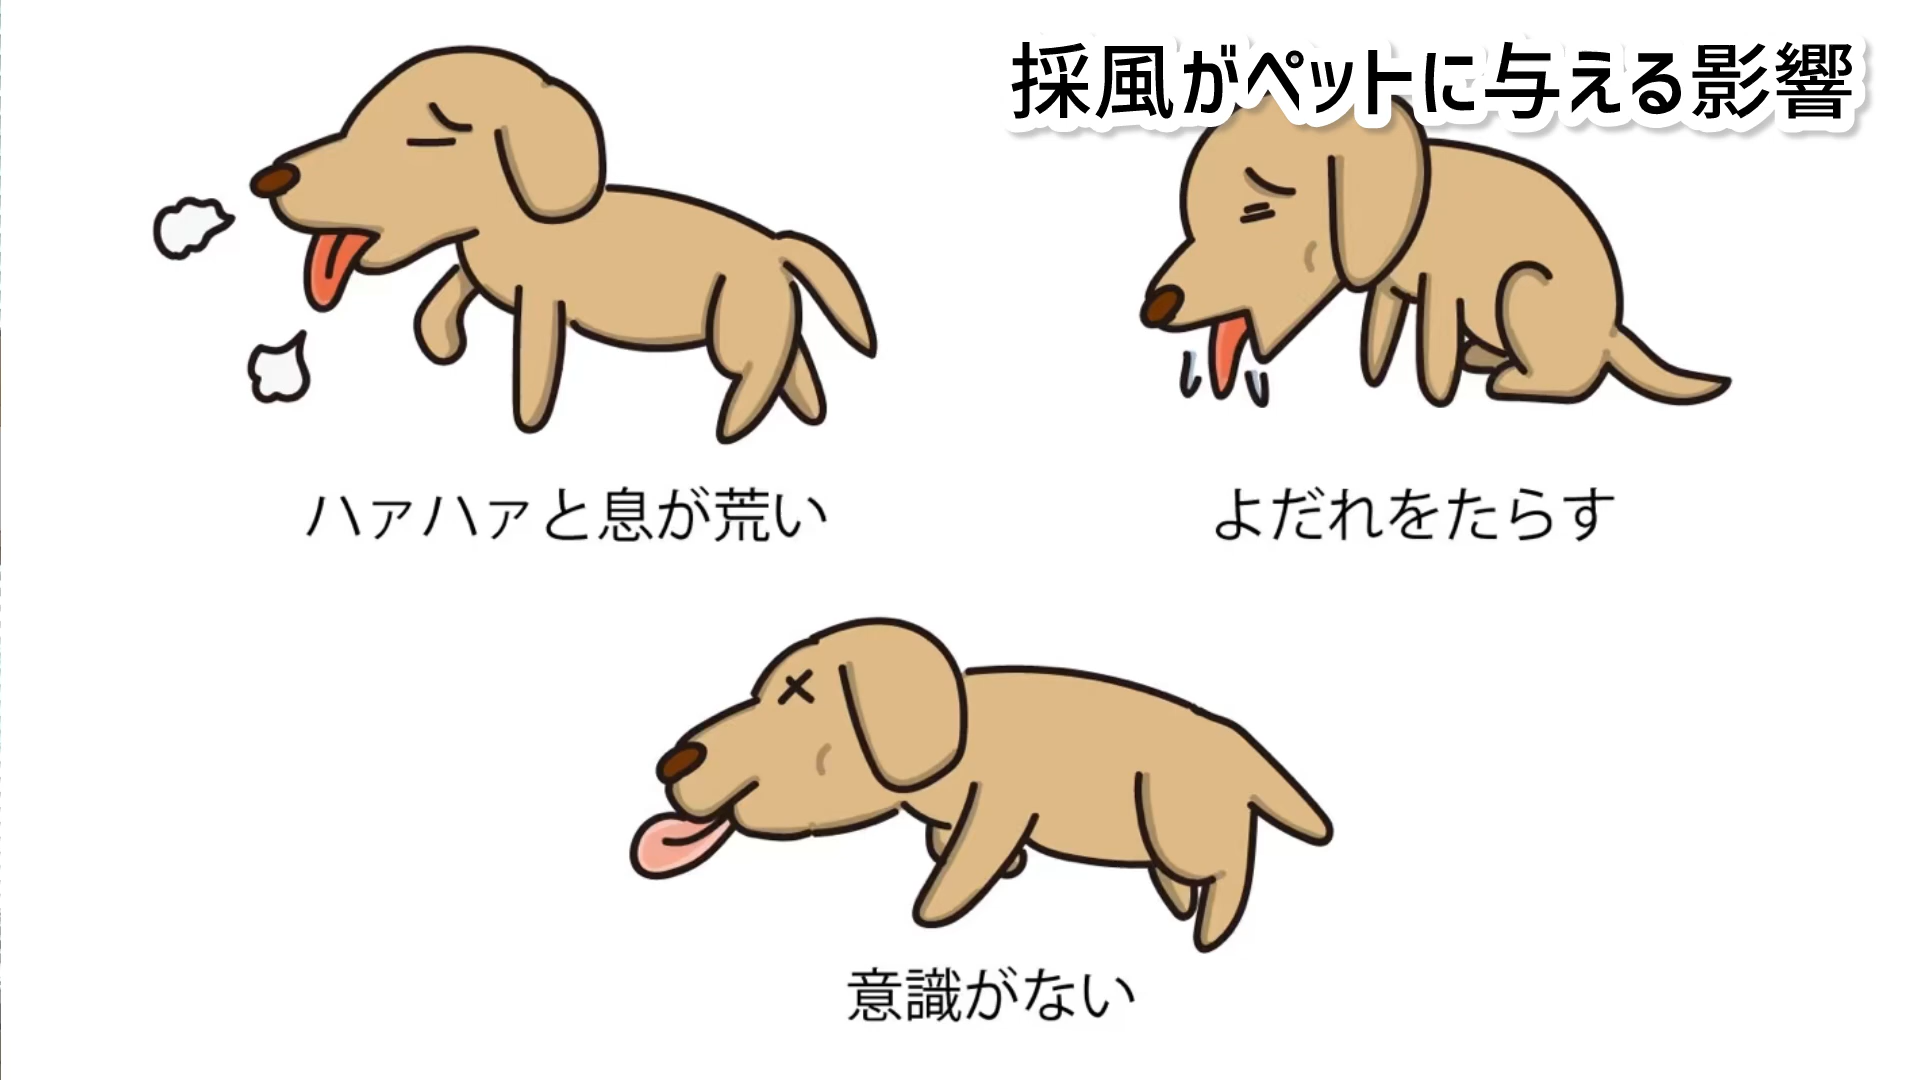 採風がペットに与える影響
ハァハァと息が荒い
よだれをたらす
意識がない